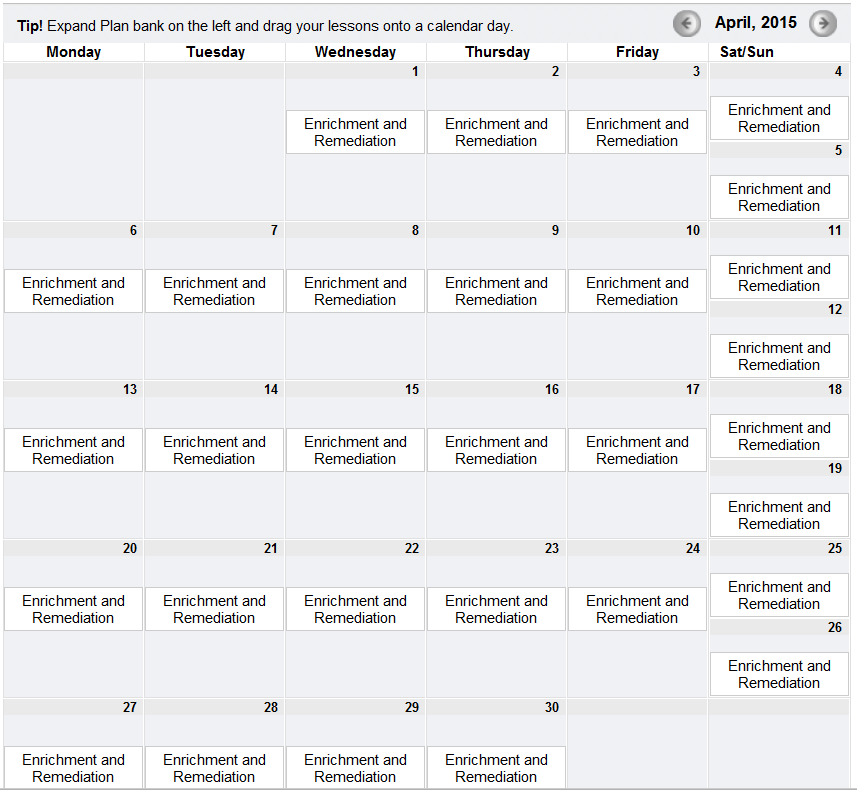 Tip! Expand Plan bank on the left and drag your lessons onto a calendar day.
April, 2015
Monday Tuesday Wednesday Thursday Friday Sat/Sun
1 2 3 4
Enrichment and Enrichment and Enrichment and Enrichment and
Remediation Remediation Remediation Remediation
5
Enrichment and
Remediation
6 7 8 9 10 11
Enrichment and Enrichment and Enrichment and Enrichment and Enrichment and Enrichment and
Remediation Remediation Remediation Remediation Remediation Remediation
12
Enrichment and
Remediation
13 14 15 16 17 18
Enrichment and Enrichment and Enrichment and Enrichment and Enrichment and Enrichment and
Remediation Remediation Remediation Remediation Remediation Remediation
19
Enrichment and
Remediation
20 21 22 23 24 25
Enrichment and Enrichment and Enrichment and Enrichment and Enrichment and Enrichment and
Remediation Remediation Remediation Remediation Remediation Remediation
26
Enrichment and
Remediation
27 28 29 30
Enrichment and Enrichment and Enrichment and Enrichment and
Remediation Remediation Remediation Remediation